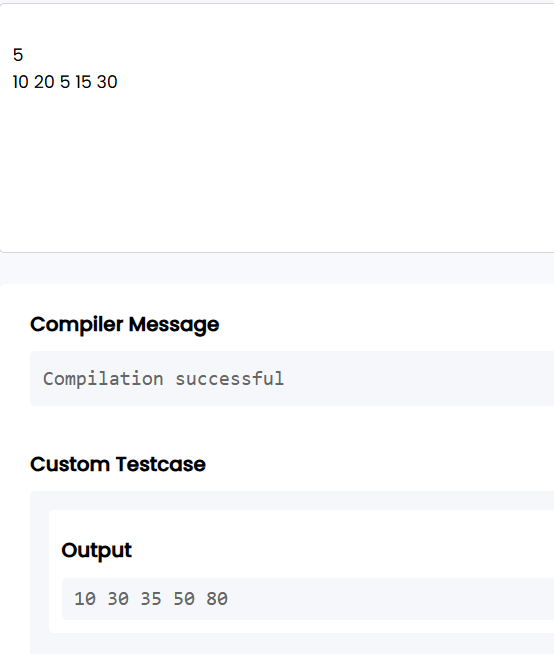 5
10 20 5 15 30
Compiler Message
Compilation successful
Custom Testcase
Output
10 30 35 50 80